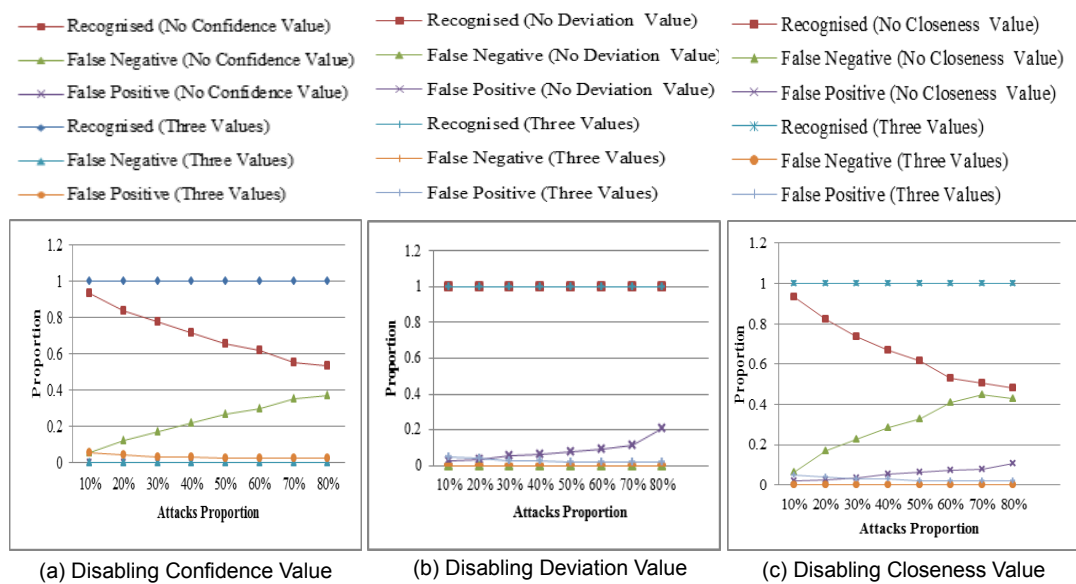 Recognised (No Confidence Value)
False Negative (No Confidence Value)
False Positive (No Confidence Value)
Recognised (Three Values)
False Negative (Three Values)
False Positive (Three Values)
Recognised (No Deviation Value)
False Negative (No Deviation Value)
False Positive (No Deviation Value)
Recognised (Three Values)
False Negative (Three Values)
False Positive (Three Values)
Recognised (No Closeness Value)
False Negative (No Closeness Value)
False Positive (No Closeness Value)
Recognised (Three Values)
False Negative (Three Values)
False Positive (Three Values)
1.2
1
0.8
0.6
0.4
0.2
0
Proportion
10% 20% 30% 40% 50% 60% 70% 80%
Attacks Proportion
(a) Disabling Confidence Value
1.2
1
0.8
0.6
0.4
0.2
0
Proportion
10% 20% 30% 40% 50% 60% 70% 80%
Attacks Proportion
(b) Disabling Deviation Value
1.2
1
0.8
0.6
0.4
0.2
0
Proportion
10% 20% 30% 40% 50% 60% 70% 80%
Attacks Proportion
(c) Disabling Closeness Value